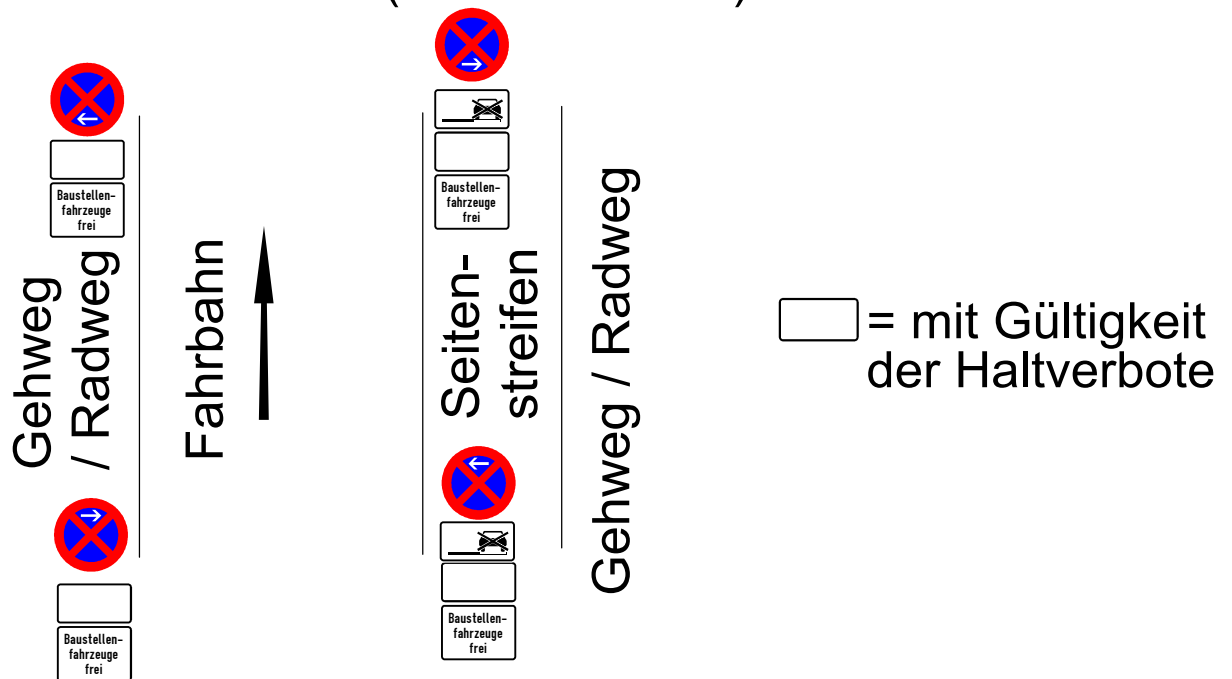 Baustellen-
fahrzeuge
frei
Gehweg
/ Radweg
Fahrbahn
Baustellen-
fahrzeuge
frei
Baustellen-
fahrzeuge
frei
Seiten-
streifen
Baustellen-
fahrzeuge
frei
Gehweg / Radweg
= mit Gültigkeit
der Haltverbote